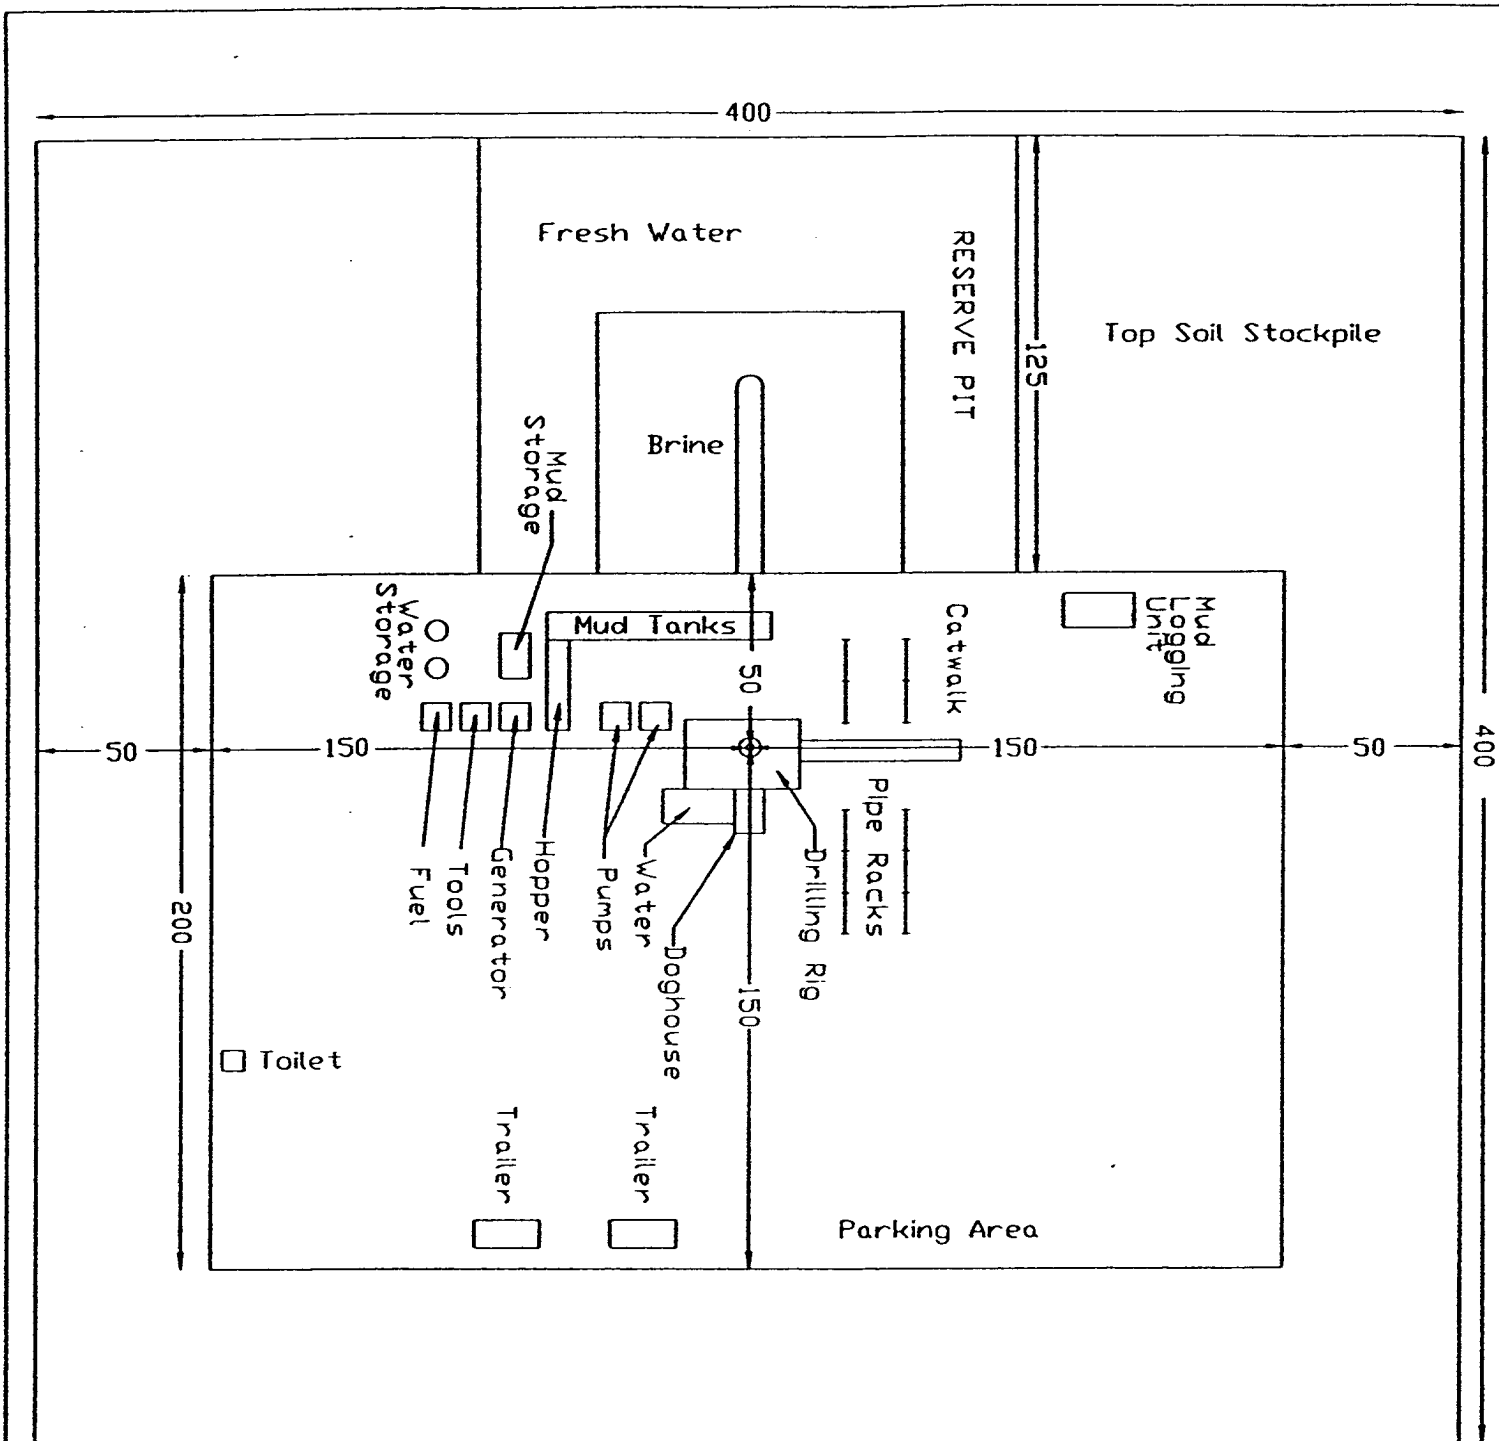 400
Fresh Water
RESERVE PIT
125
Top Soil Stockpile
Brine
Mud
Storage
Water
Storage
Mud Tanks
50
Catwalk
Mud
Logging
Unit
50
150
150
50
400
Pipe Racks
Drilling Rig
Fuel
Tools
Generator
Hopper
Pumps
Water
Doghouse
200
150
Toilet
Trailer
Trailer
Parking Area